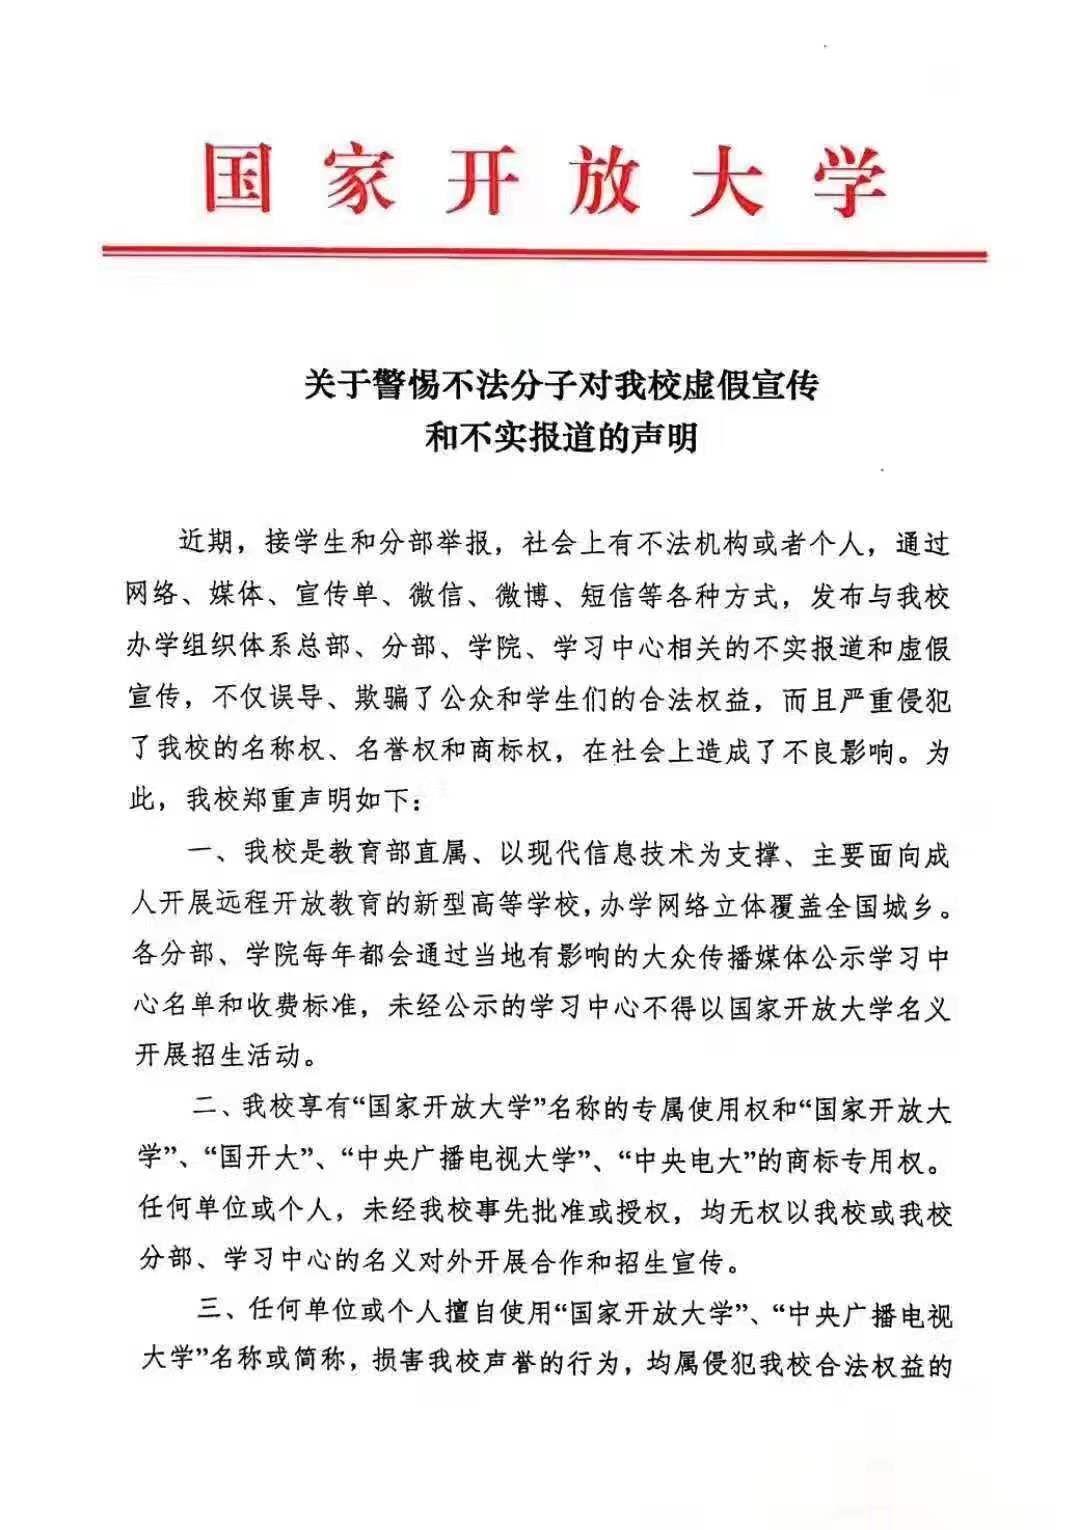 国家开放大学
关于警惕不法分子对我校虚假宣传
和不实报道的声明
近期，接学生和分部举报，社会上有不法机构或者个人，通过
网络、媒体、宣传单、微信、微博、短信等各种方式，发布与我校
办学组织体系总部、分部、学院、学习中心相关的不实报道和虚假
宣传，不仅误导、欺骗了公众和学生们的合法权益，而且严重侵犯
了我校的名称权、名誉权和商标权，在社会上造成了不良影响。为
此，我校郑重声明如下：
一、我校是教育部直属、以现代信息技术为支撑、主要面向成
人开展远程开放教育的新型高等学校，办学网络立体覆盖全国城乡。
各分部、学院每年都会通过当地有影响的大众传播媒体公示学习中
心名单和收费标准，未经公示的学习中心不得以国家开放大学名义
开展招生活动。
二、我校享有“国家开放大学”名称的专属使用权和“国家开放大
学”、“国开大”、“中央广播电视大学”、“中央电大”的商标专用权。
任何单位或个人，未经我校事先批准或授权，均无权以我校或我校
分部、学习中心的名义对外开展合作和招生宣传。
三、任何单位或个人擅自使用“国家开放大学”、“中央广播电视
大学”名称或简称，损害我校声誉的行为，均属侵犯我校合法权益的